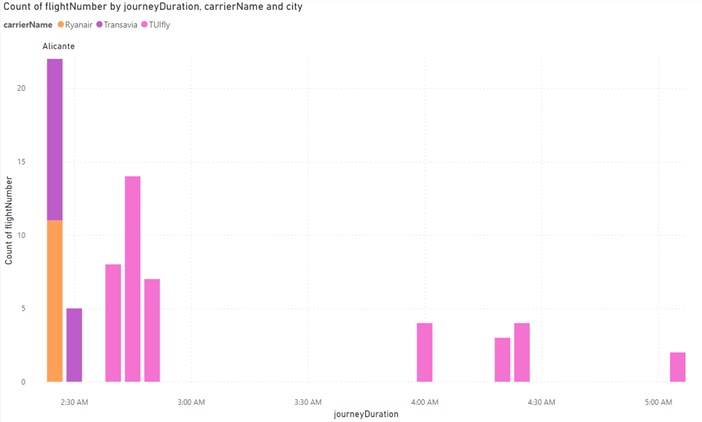 Count of flightNumber by journeyDuration, carrierName and city
carrierName Ryanair Transavia TUIfly
Alicante
20
15
10
5
0
Count of flightNumber
2:30 AM 3:00 AM 3:30 AM 4:00 AM 4:30 AM 5:00 AM
journeyDuration